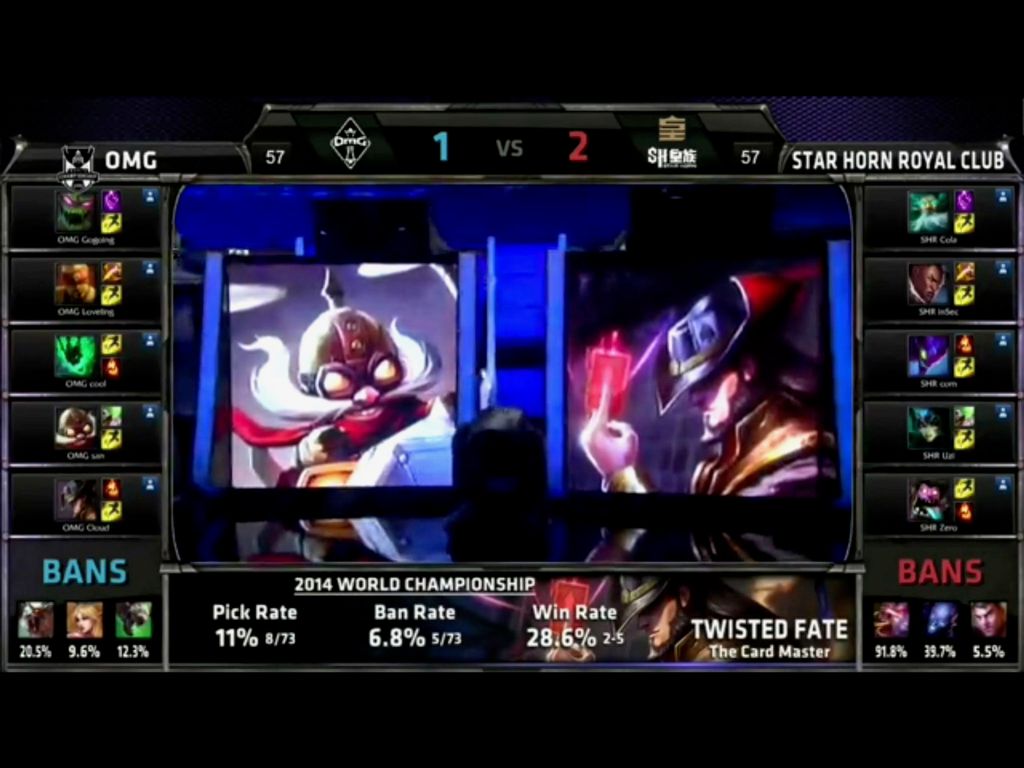 OMG
57
OMG
1
VS
2
SH皇族
57
STAR HORN ROYAL CLUB
OMG Gogoing
OMG Loveling
OMG cool
OMG san
OMG Cloud
SHR Cola
SHR inSec
SHR corn
SHR Uzi
SHR Zero
BANS
20.5% 9.6% 12.3%
2014 WORLD CHAMPIONSHIP
Pick Rate Ban Rate Win Rate
11% 8/73 6.8% 5/73 28.6% 2-5
TWISTED FATE
The Card Master
BANS
91.8% 39.7% 5.5%